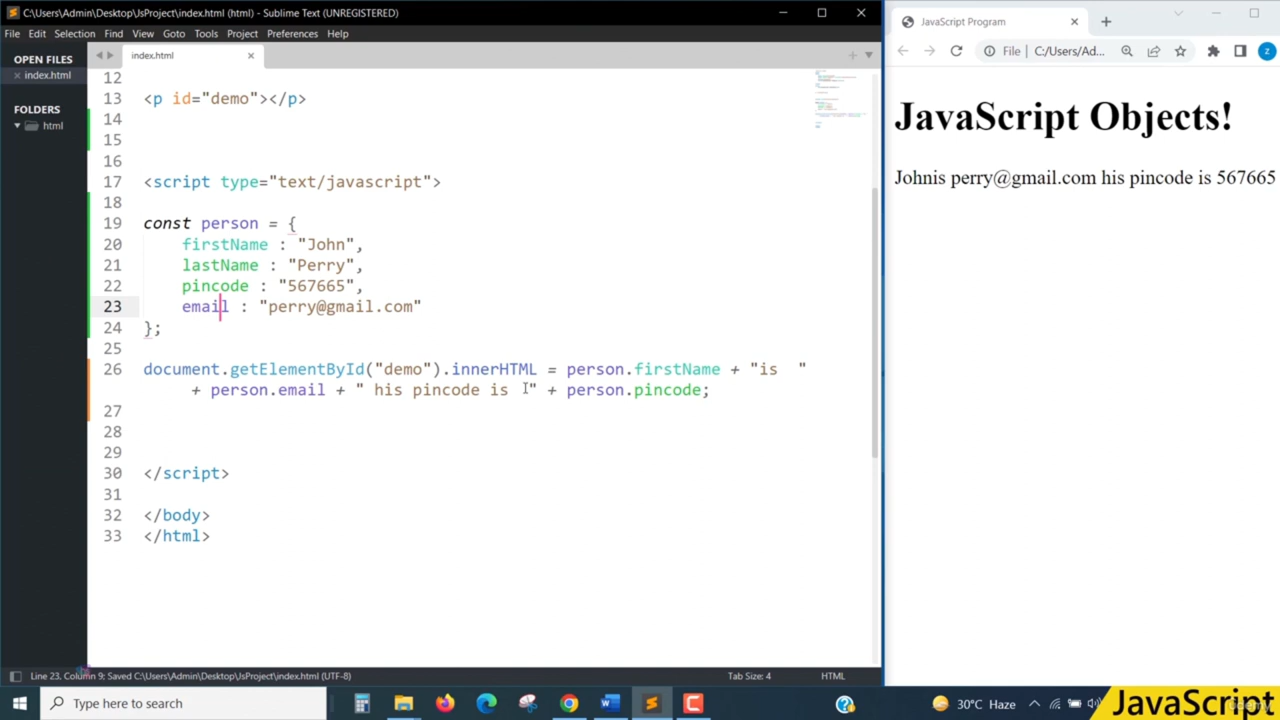 C:\Users\Admin\Desktop\JsProject\index.html (html) - Sublime Text (UNREGISTERED)
File Edit Selection Find View Goto Tools Project Preferences Help
OPEN FILES
index.html
FOLDERS
html
index.html
12
13 <p id="demo"></p>
14
15
16
17 <script type="text/javascript">
18
19 const person = {
20 firstName : "John",
21 lastName : "Perry",
22 pincode : "567665",
23 email : "perry@gmail.com"
24 };
25
26 document.getElementById("demo").innerHTML = person.firstName + "is  "
+ person.email + " his pincode is  " + person.pincode;
27
28
29
30 </script>
31
32 </body>
33 </html>
Line 23, Column 9; Saved C:\Users\Admin\Desktop\JsProject\index.html (UTF-8)
Tab Size: 4
HTML
JavaScript Program
File | C:/Users/Ad...
Z
JavaScript Objects!
Johnis perry@gmail.com his pincode is 567665
Type here to search
30°C Haze
JavaScript
Udemy